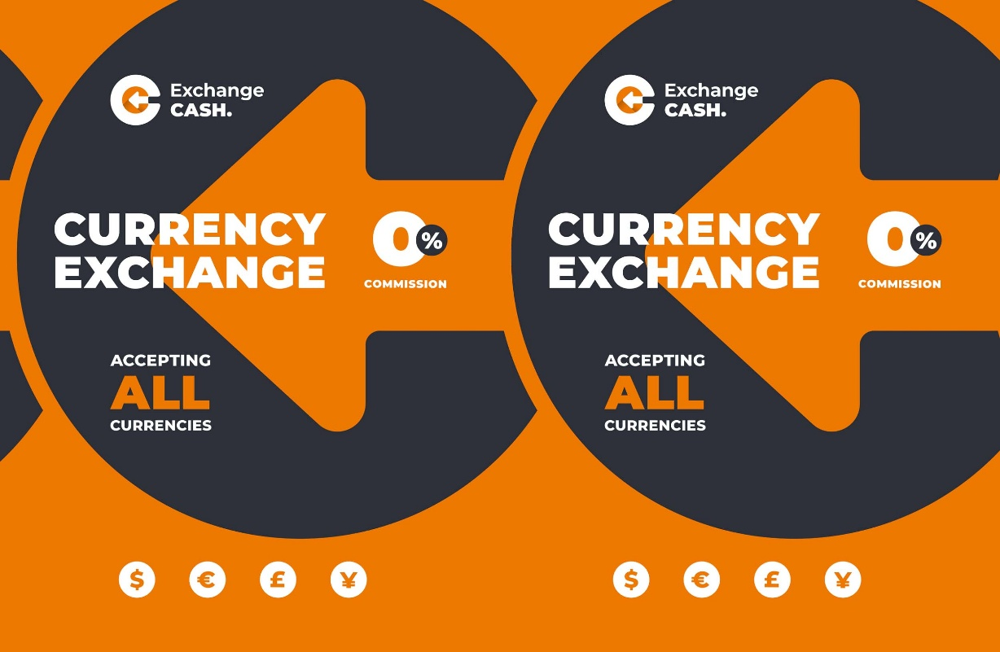 Exchange
CASH.
CURRENCY
EXCHANGE
0%
COMMISSION
ACCEPTING
ALL
CURRENCIES
$ € £ ¥
Exchange
CASH.
CURRENCY
EXCHANGE
0%
COMMISSION
ACCEPTING
ALL
CURRENCIES
$ € £ ¥